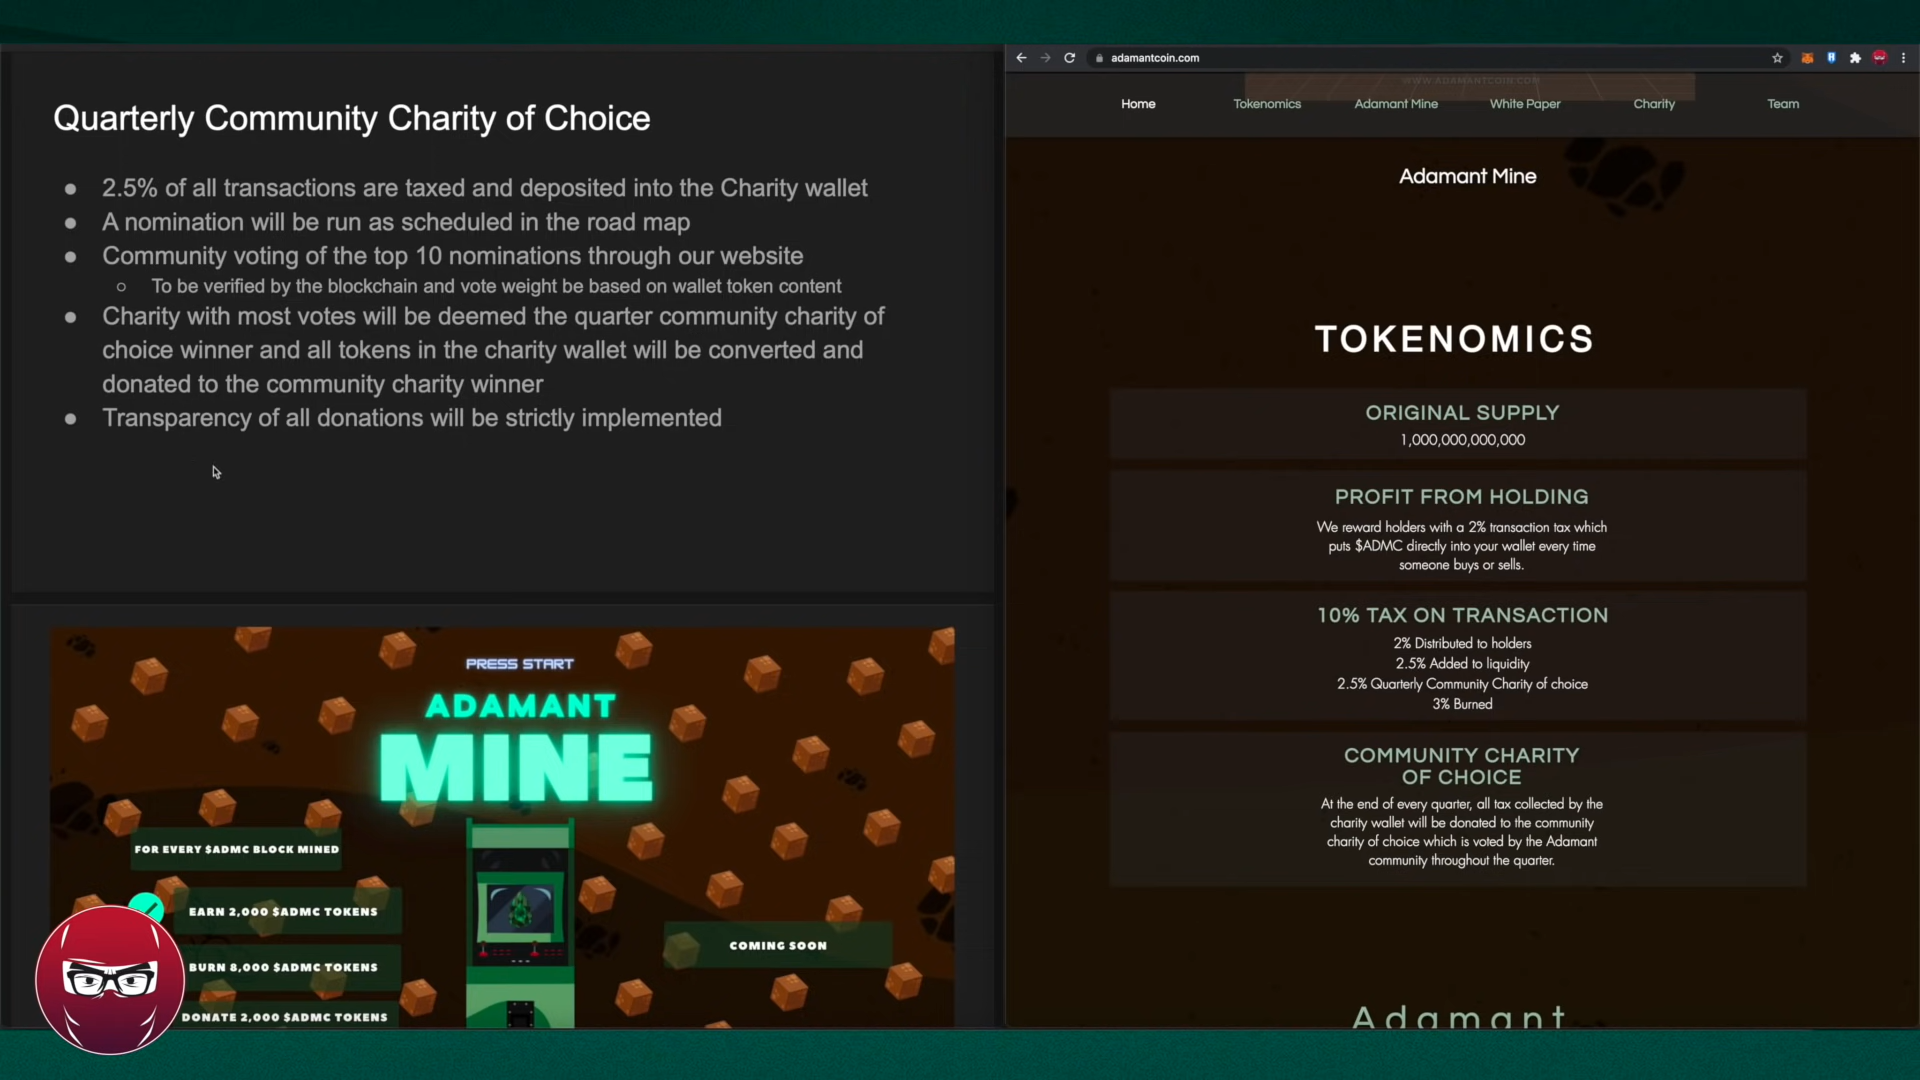 Quarterly Community Charity of Choice
● 2.5% of all transactions are taxed and deposited into the Charity wallet
● A nomination will be run as scheduled in the road map
● Community voting of the top 10 nominations through our website
○ To be verified by the blockchain and vote weight be based on wallet token content
● Charity with most votes will be deemed the quarter community charity of
choice winner and all tokens in the charity wallet will be converted and
donated to the community charity winner
● Transparency of all donations will be strictly implemented
PRESS START
ADAMANT
MINE
FOR EVERY $ADMC BLOCK MINED
EARN 2,000 $ADMC TOKENS
BURN 8,000 $ADMC TOKENS
DONATE 2,000 $ADMC TOKENS
COMING SOON
adamantcoin.com
WWW.ADAMANTCOIN.COM
Home Tokenomics Adamant Mine White Paper Charity Team
Adamant Mine
TOKENOMICS
ORIGINAL SUPPLY
1,000,000,000,000
PROFIT FROM HOLDING
We reward holders with a 2% transaction tax which
puts $ADMC directly into your wallet every time
someone buys or sells.
10% TAX ON TRANSACTION
2% Distributed to holders
2.5% Added to liquidity
2.5% Quarterly Community Charity of choice
3% Burned
COMMUNITY CHARITY
OF CHOICE
At the end of every quarter, all tax collected by the
charity wallet will be donated to the community
charity of choice which is voted by the Adamant
community throughout the quarter.
Adamant